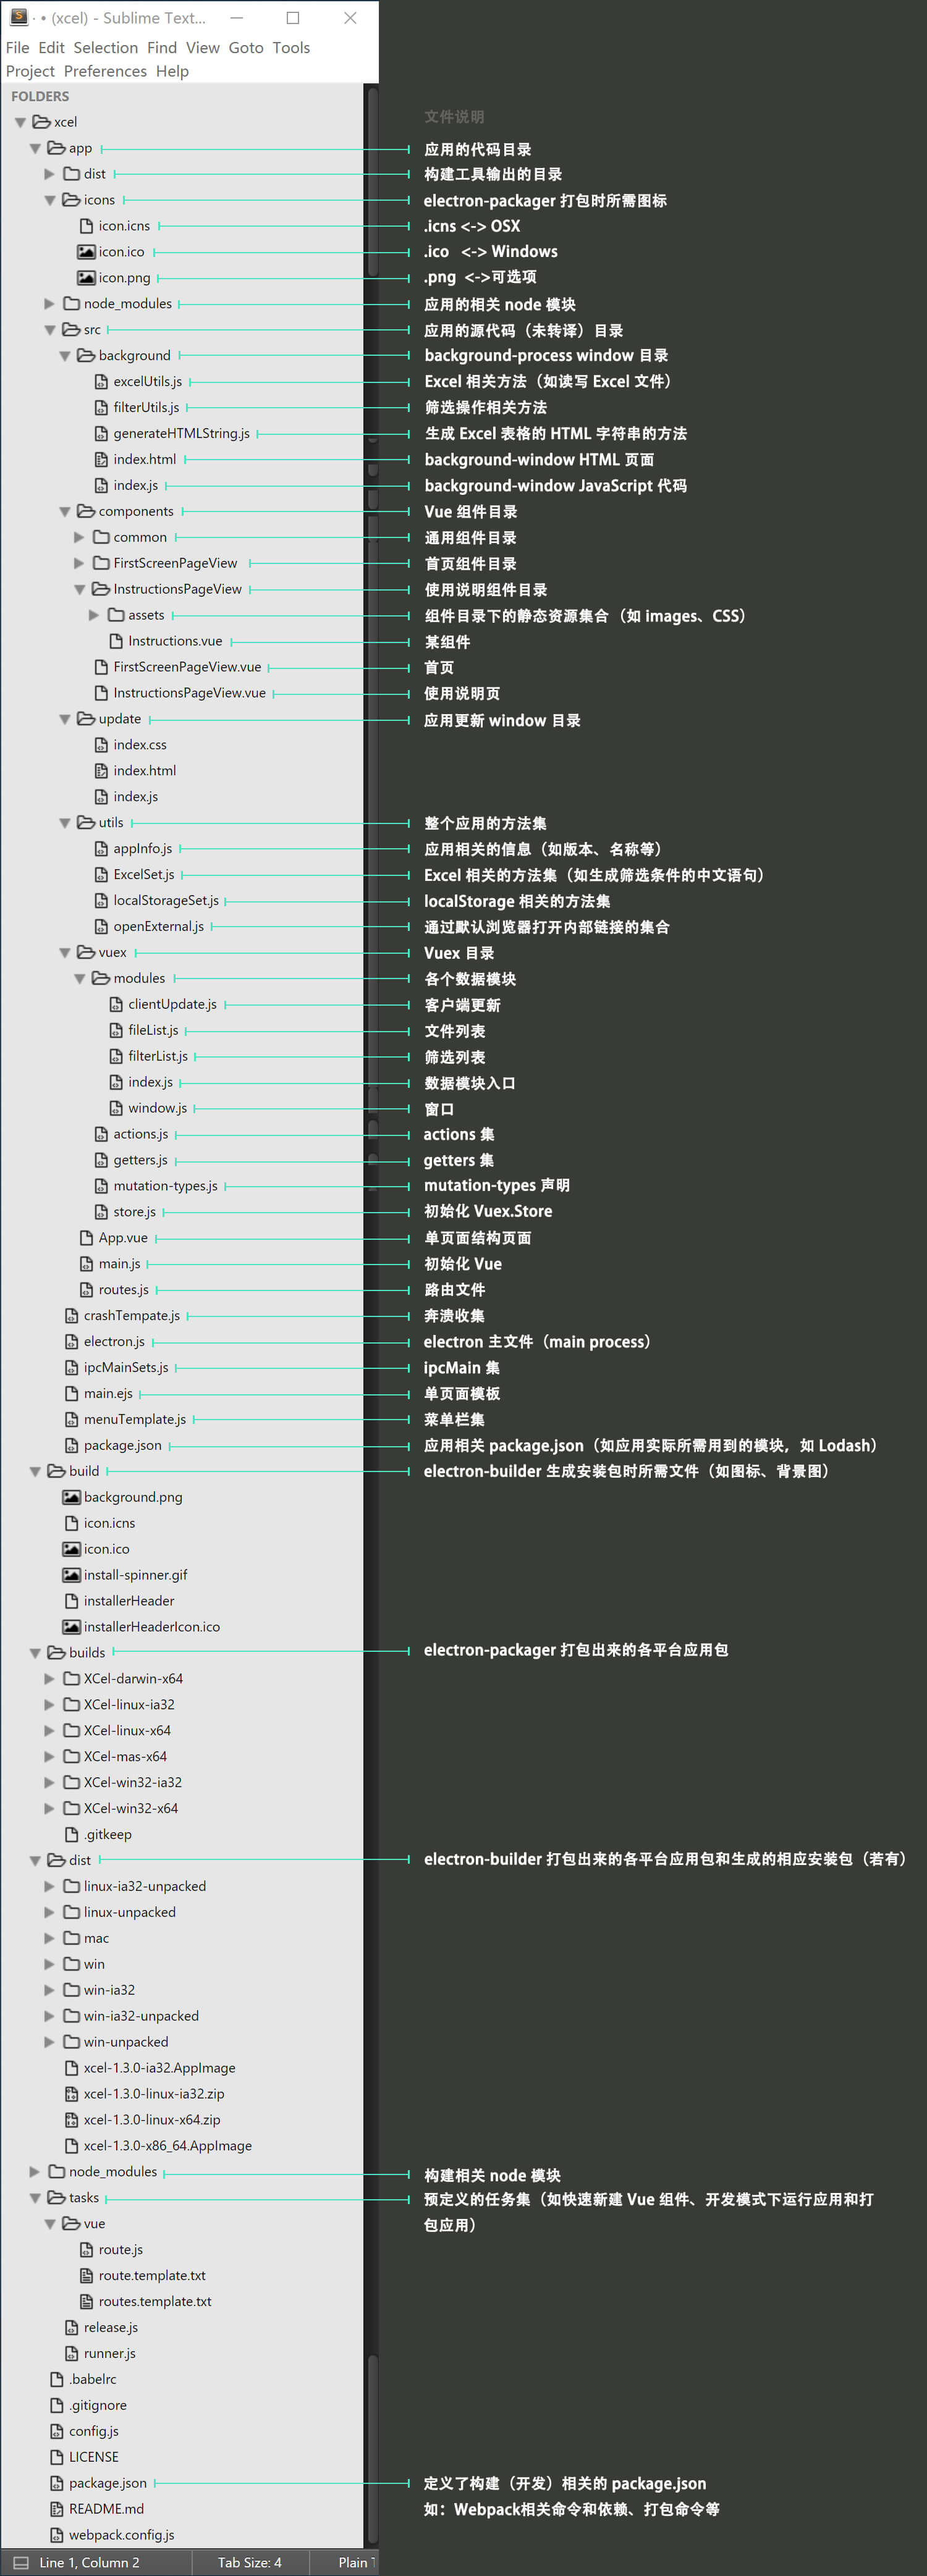 • (xcel) - Sublime Text...
File Edit Selection Find View Goto Tools
Project Preferences Help
FOLDERS
文件说明
xcel
app 应用的代码目录
dist 构建工具输出的目录
icons electron-packager 打包时所需图标
icon.icns .icns <-> OSX
icon.ico .ico <-> Windows
icon.png .png <->可选项
node_modules 应用的相关 node 模块
src 应用的源代码（未转译）目录
background background-process window 目录
excelUtils.js Excel 相关方法（如读写 Excel 文件）
filterUtils.js 筛选操作相关方法
generateHTMLString.js 生成 Excel 表格的 HTML 字符串的方法
index.html background-window HTML 页面
index.js background-window JavaScript 代码
components Vue 组件目录
common 通用组件目录
FirstScreenPageView 首页组件目录
InstructionsPageView 使用说明组件目录
assets 组件目录下的静态资源集合（如 images、CSS）
Instructions.vue 某组件
FirstScreenPageView.vue 首页
InstructionsPageView.vue 使用说明页
update 应用更新 window 目录
index.css
index.html
index.js
utils 整个应用的方法集
appInfo.js 应用相关的信息（如版本、名称等）
ExcelSet.js Excel 相关的方法集（如生成筛选条件的中文语句）
localStorageSet.js localStorage 相关的方法集
openExternal.js 通过默认浏览器打开内部链接的集合
vuex Vuex 目录
modules 各个数据模块
clientUpdate.js 客户端更新
fileList.js 文件列表
filterList.js 筛选列表
index.js 数据模块入口
window.js 窗口
actions.js actions 集
getters.js getters 集
mutation-types.js mutation-types 声明
store.js 初始化 Vuex.Store
App.vue 单页面结构页面
main.js 初始化 Vue
routes.js 路由文件
crashTempate.js 奔溃收集
electron.js electron 主文件（main process）
ipcMainSets.js ipcMain 集
main.ejs 单页面模板
menuTemplate.js 菜单栏集
package.json 应用相关 package.json（如应用实际所需用到的模块，如 Lodash）
build electron-builder 生成安装包时所需文件（如图标、背景图）
background.png
icon.icns
icon.ico
install-spinner.gif
installerHeader
installerHeaderIcon.ico
builds electron-packager 打包出来的各平台应用包
XCel-darwin-x64
XCel-linux-ia32
XCel-linux-x64
XCel-mas-x64
XCel-win32-ia32
XCel-win32-x64
.gitkeep
dist electron-builder 打包出来的各平台应用包和生成的相应安装包（若有）
linux-ia32-unpacked
linux-unpacked
mac
win
win-ia32
win-ia32-unpacked
win-unpacked
xcel-1.3.0-ia32.AppImage
xcel-1.3.0-linux-ia32.zip
xcel-1.3.0-linux-x64.zip
xcel-1.3.0-x86_64.AppImage
node_modules 构建相关 node 模块
tasks 预定义的任务集（如快速新建 Vue 组件、开发模式下运行应用和打
包应用）
vue
route.js
route.template.txt
routes.template.txt
release.js
runner.js
.babelrc
.gitignore
config.js
LICENSE
package.json 定义了构建（开发）相关的 package.json
README.md 如：Webpack相关命令和依赖、打包命令等
webpack.config.js
Line 1, Column 2 Tab Size: 4 Plain